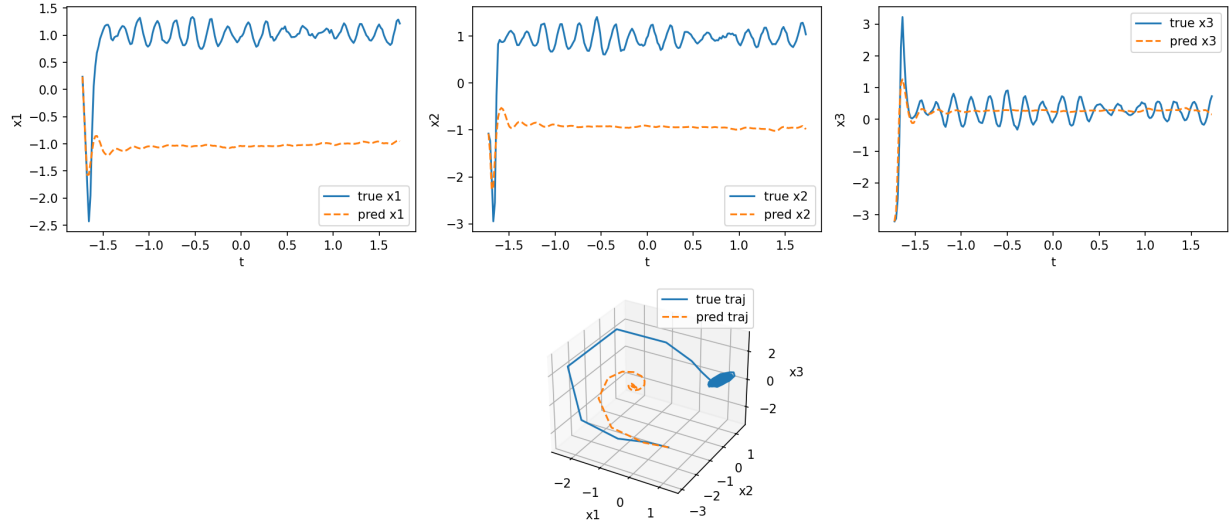 1.5
1.0
0.5
0.0
−0.5
−1.0
−1.5
−2.0
−2.5
x1
−1.5 −1.0 −0.5 0.0 0.5 1.0 1.5
t
true x1
pred x1
1
0
−1
−2
−3
x2
−1.5 −1.0 −0.5 0.0 0.5 1.0 1.5
t
true x2
pred x2
3
2
1
0
−1
−2
−3
x3
−1.5 −1.0 −0.5 0.0 0.5 1.0 1.5
t
true x3
pred x3
true traj
pred traj
2
0
−2
x3
−2 −1 0 1
x1
−3 −2 −1 0 1
x2